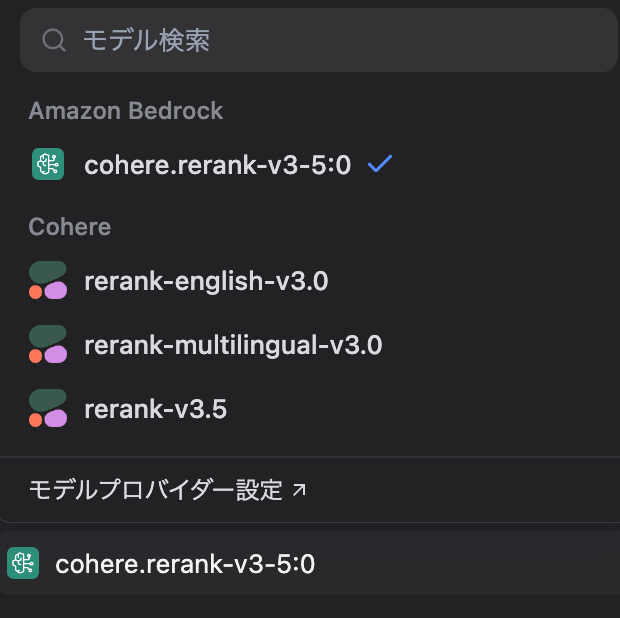 モデル検索
Amazon Bedrock
cohere.rerank-v3-5:0
Cohere
rerank-english-v3.0
rerank-multilingual-v3.0
rerank-v3.5
モデルプロバイダー設定 ↗
cohere.rerank-v3-5:0